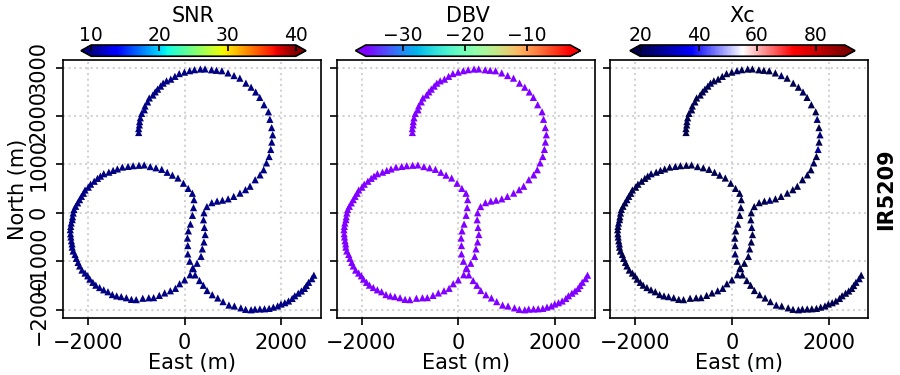 SNR DBV Xc
10 20 30 40 −30 −20 −10 20 40 60 80
3000
2000
1000
0
−1000
−2000
North (m)
−2000 0 2000 −2000 0 2000 −2000 0 2000
East (m) East (m) East (m)
IR5209